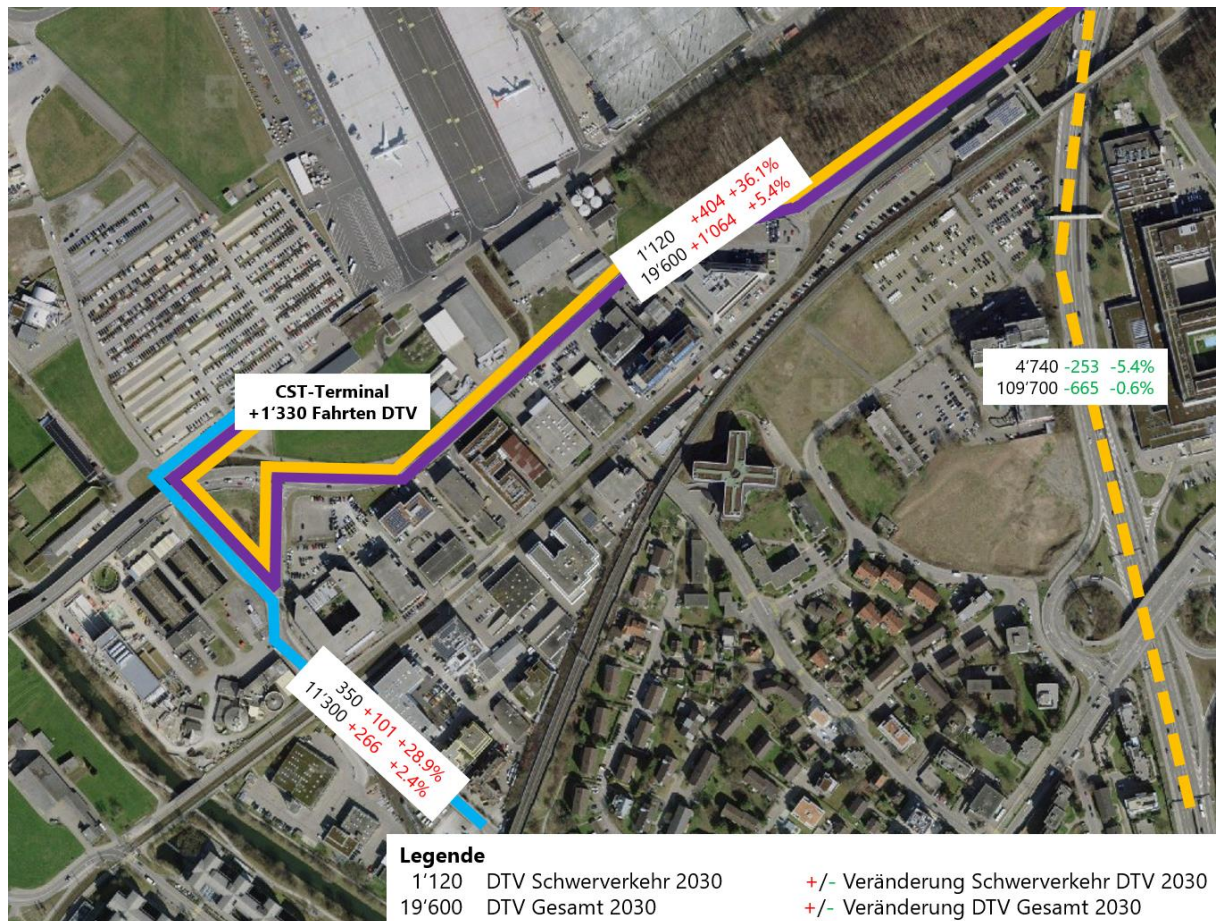 1'120 +404 +36.1%
19'600 +1'064 +5.4%
4'740 -253 -5.4%
109'700 -665 -0.6%
CST-Terminal
+1'330 Fahrten DTV
350 +101 +28.9%
11'300 +266 +2.4%
Legende
1'120 DTV Schwerverkehr 2030 +/- Veränderung Schwerverkehr DTV 2030
19'600 DTV Gesamt 2030 +/- Veränderung DTV Gesamt 2030